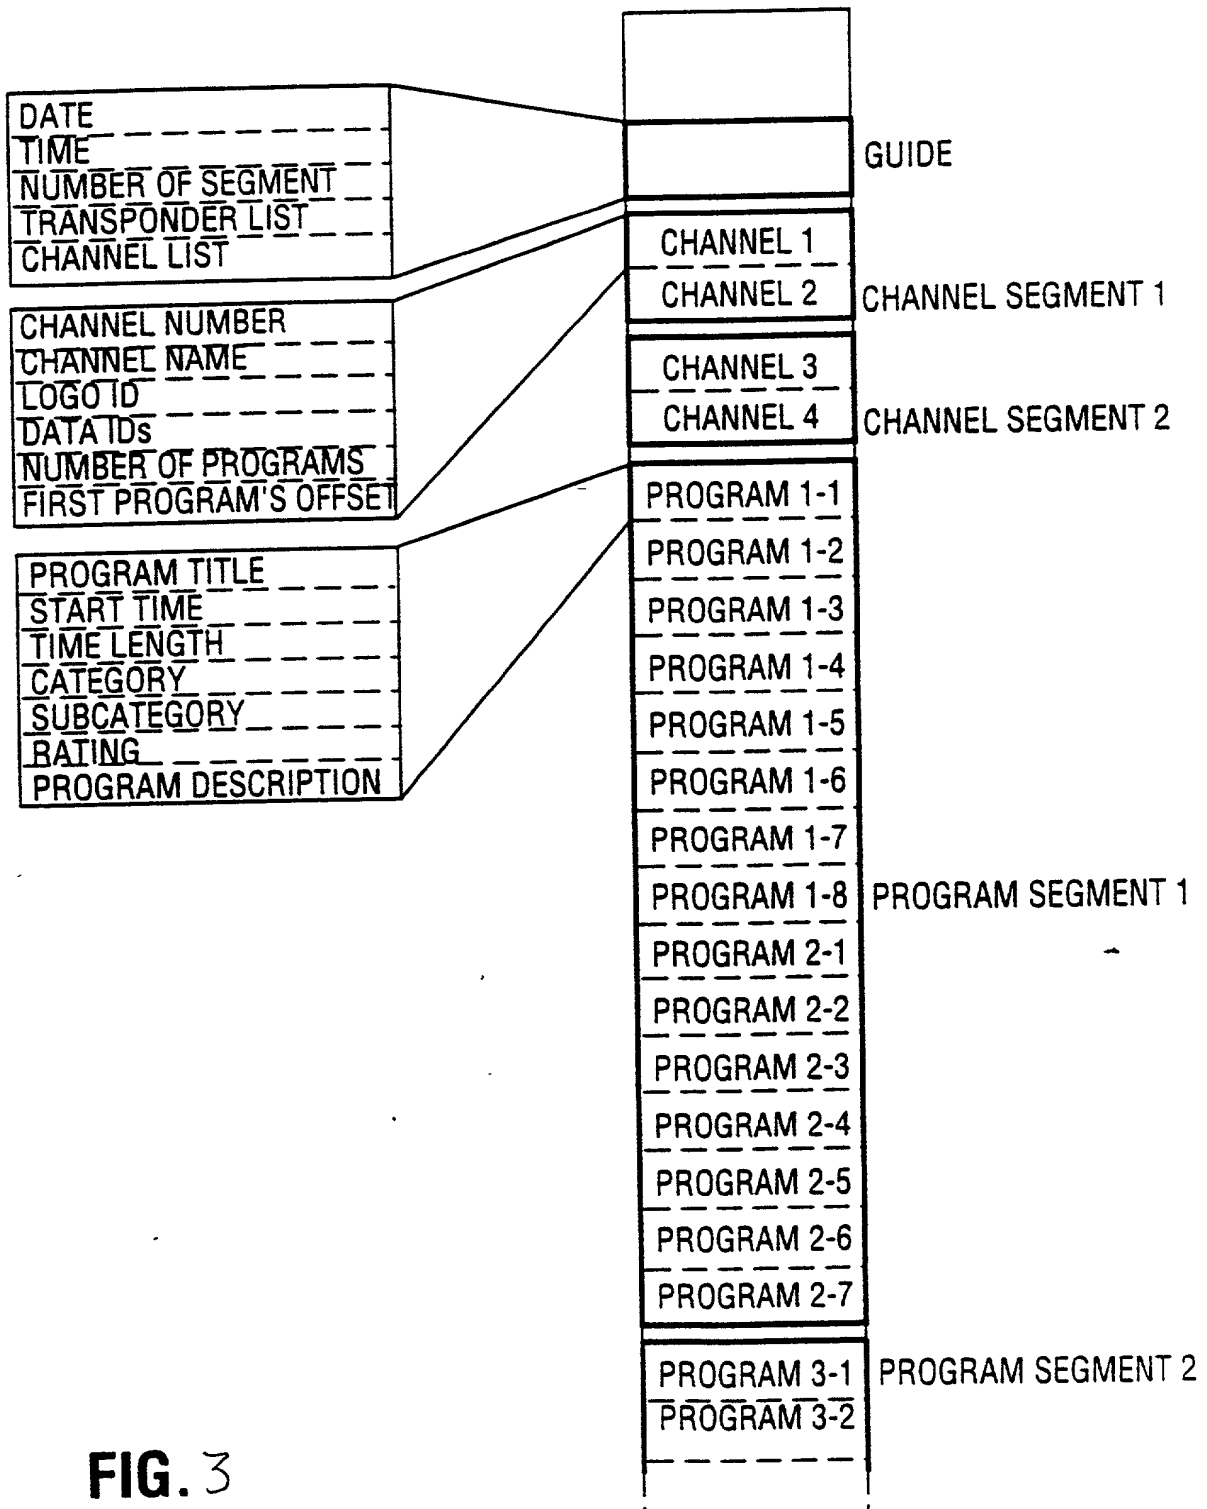 DATE
TIME
NUMBER OF SEGMENT
TRANSPONDER LIST
CHANNEL LIST
CHANNEL NUMBER
CHANNEL NAME
LOGO ID
DATA IDs
NUMBER OF PROGRAMS
FIRST PROGRAM'S OFFSET
PROGRAM TITLE
START TIME
TIME LENGTH
CATEGORY
SUBCATEGORY
RATING
PROGRAM DESCRIPTION
GUIDE
CHANNEL 1
CHANNEL 2
CHANNEL SEGMENT 1
CHANNEL 3
CHANNEL 4
CHANNEL SEGMENT 2
PROGRAM 1-1
PROGRAM 1-2
PROGRAM 1-3
PROGRAM 1-4
PROGRAM 1-5
PROGRAM 1-6
PROGRAM 1-7
PROGRAM 1-8
PROGRAM SEGMENT 1
PROGRAM 2-1
PROGRAM 2-2
PROGRAM 2-3
PROGRAM 2-4
PROGRAM 2-5
PROGRAM 2-6
PROGRAM 2-7
PROGRAM 3-1
PROGRAM SEGMENT 2
PROGRAM 3-2
FIG. 3